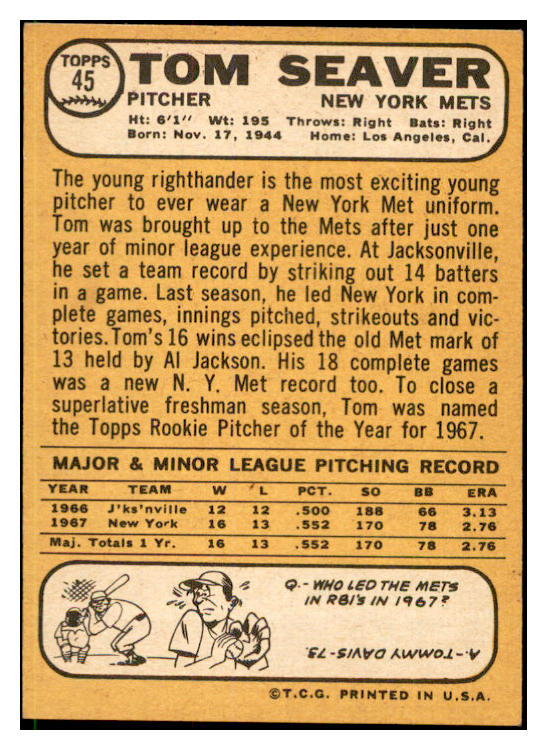 TOPPS
45
TOM SEAVER
PITCHER NEW YORK METS
Ht: 6'1" Wt: 195 Throws: Right Bats: Right
Born: Nov. 17, 1944 Home: Los Angeles, Cal.
The young righthander is the most exciting young
pitcher to ever wear a New York Met uniform.
Tom was brought up to the Mets after just one
year of minor league experience. At Jacksonville,
he set a team record by striking out 14 batters
in a game. Last season, he led New York in com-
plete games, innings pitched, strikeouts and vic-
tories. Tom's 16 wins eclipsed the old Met mark of
13 held by Al Jackson. His 18 complete games
was a new N. Y. Met record too. To close a
superlative freshman season, Tom was named
the Topps Rookie Pitcher of the Year for 1967.
MAJOR & MINOR LEAGUE PITCHING RECORD
YEAR TEAM W L PCT. SO BB ERA
1966 J'ks'nville 12 12 .500 188 66 3.13
1967 New York 16 13 .552 170 78 2.76
Maj. Totals 1 Yr. 16 13 .552 170 78 2.76
Q.- WHO LED THE METS
IN RBI'S IN 1967?
A.- TOMMY DAVIS-73.
©T.C.G. PRINTED IN U.S.A.